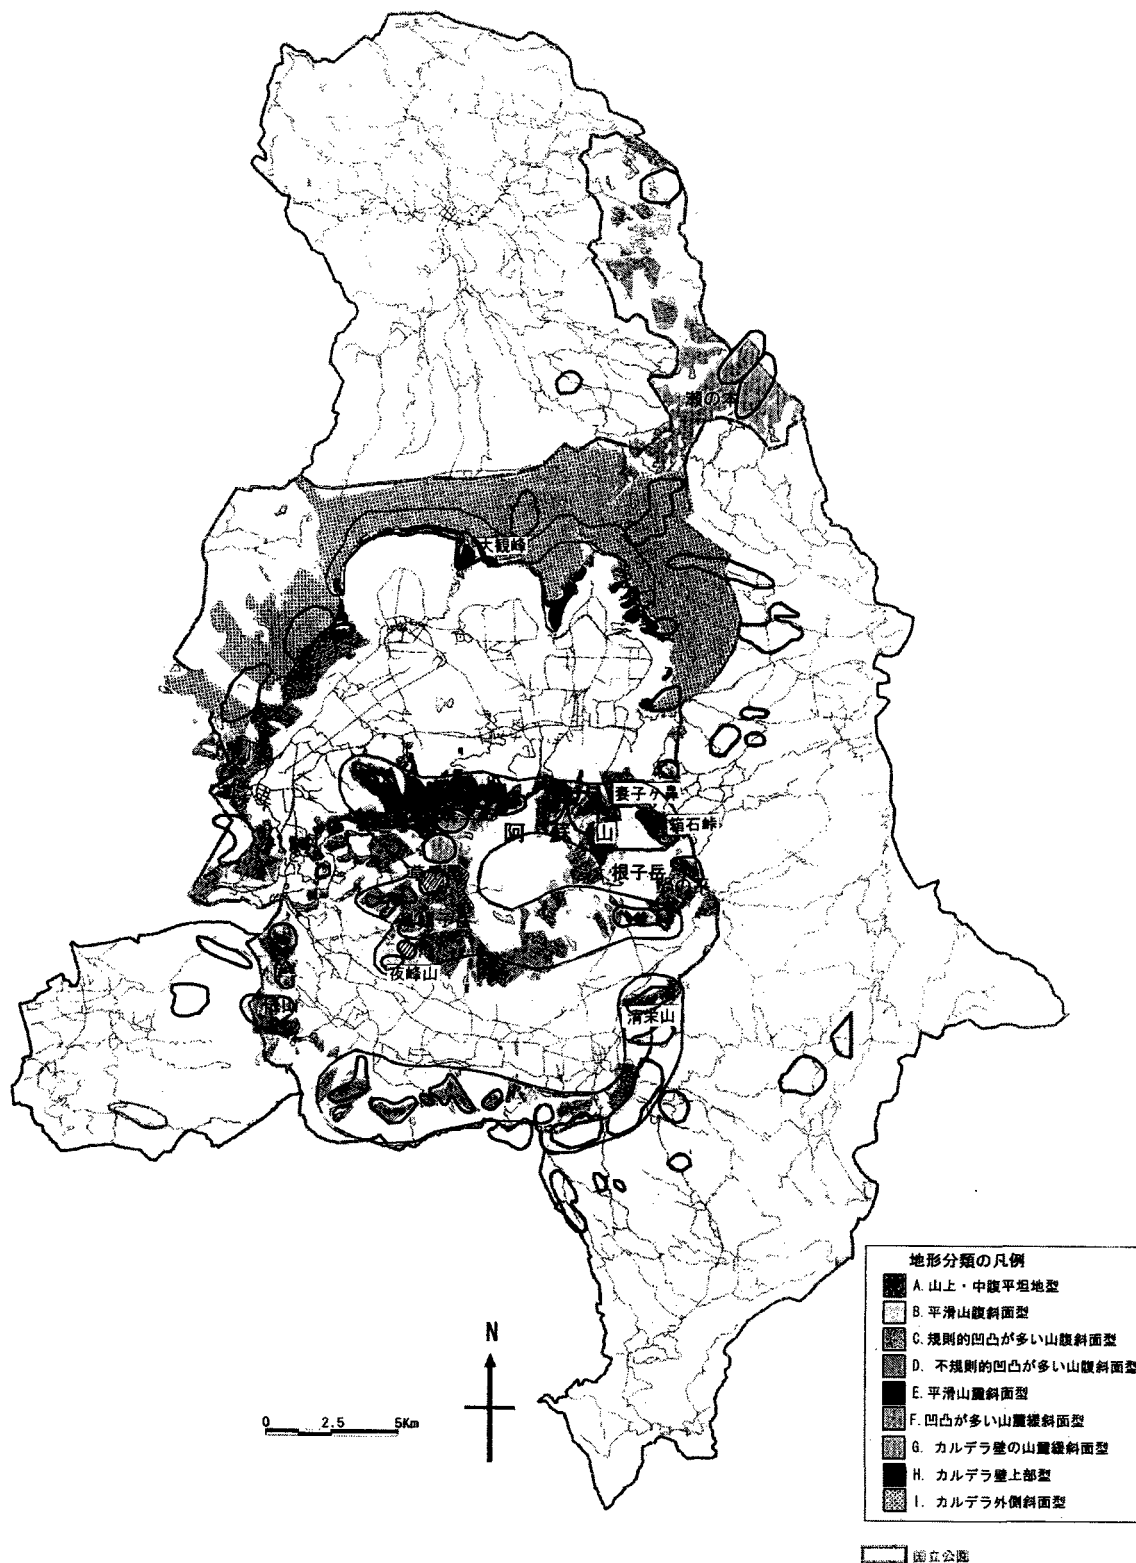 瀬の本
大観峰
妻子ヶ鼻
箱石峠
阿蘇山
根子岳
夜峰山
清栄山
N
0 2.5 5Km
地形分類の凡例
A. 山上・中腹平坦地型
B. 平滑山腹斜面型
C. 規則的凹凸が多い山腹斜面型
D. 不規則的凹凸が多い山腹斜面型
E. 平滑山麓斜面型
F. 凹凸が多い山麓緩斜面型
G. カルデラ壁の山麓緩斜面型
H. カルデラ壁上部型
I. カルデラ外側斜面型
国立公園